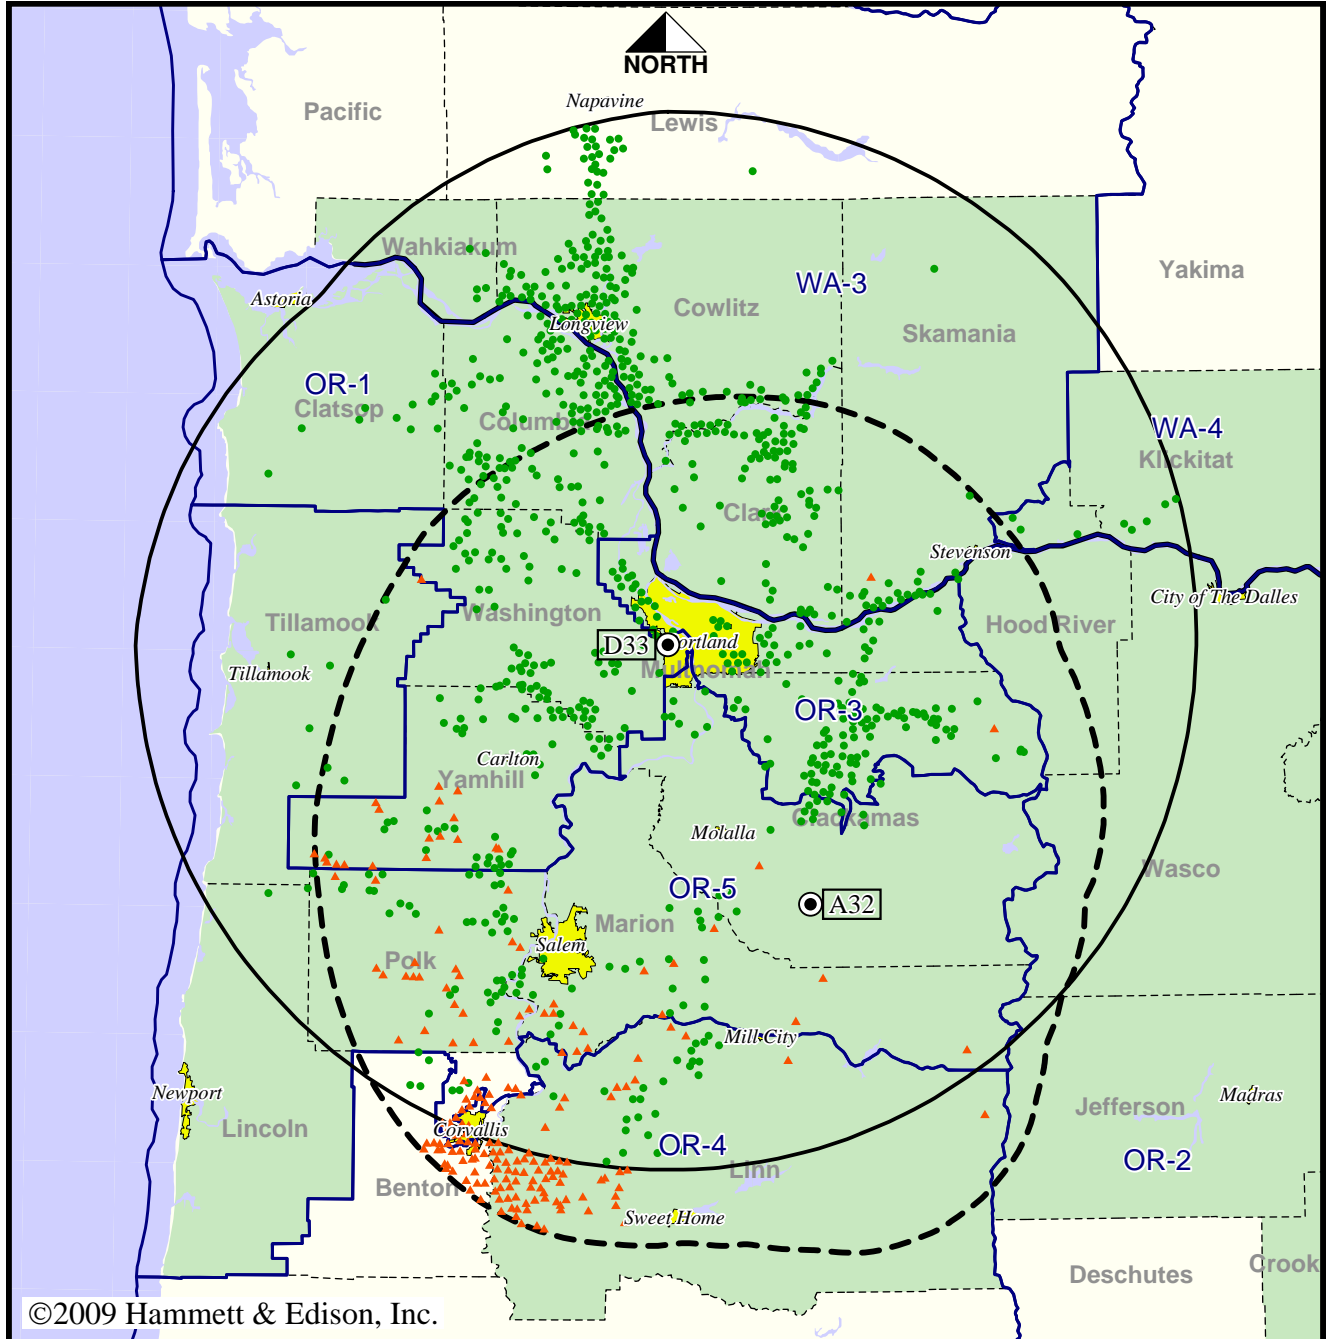 NORTH
Napavine
Pacific
Lewis
Wahkiakum
Yakima
WA-3
Astoria
Cowlitz
Longview
Skamania
OR-1
Clatsop
Columb
WA-4
Klickitat
Clark
Stevenson
City of The Dalles
Washington
Tillamook
Hood River
D33
Portland
Multnomah
Tillamook
OR-3
Carlton
Yamhill
Clackamas
Molalla
Wasco
OR-5
A32
Marion
Salem
Polk
Mill City
Newport
Madras
Jefferson
Lincoln
Corvallis
OR-4
OR-2
Linn
Benton
Sweet Home
Crook
Deschutes
©2009 Hammett & Edison, Inc.